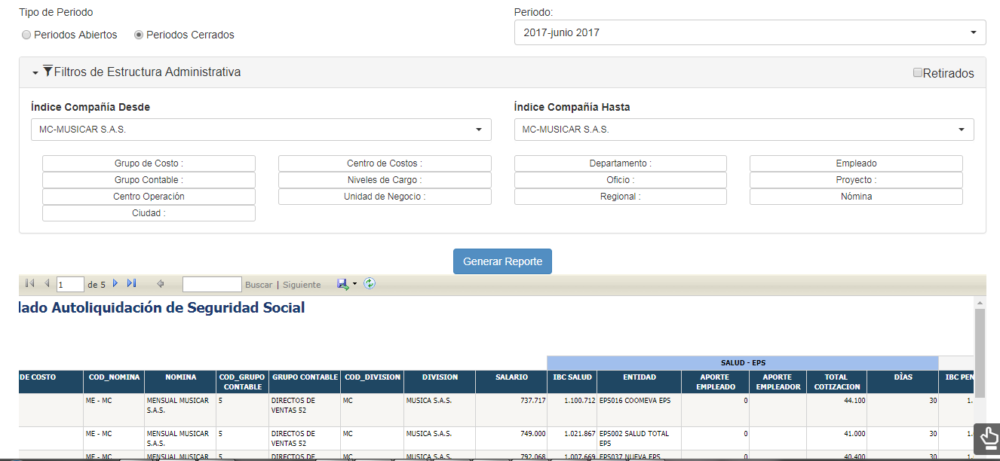 Tipo de Periodo
Periodo:
Periodos Abiertos Periodos Cerrados
2017-junio 2017
Filtros de Estructura Administrativa
Retirados
Índice Compañía Desde
Índice Compañía Hasta
MC-MUSICAR S.A.S.
MC-MUSICAR S.A.S.
Grupo de Costo :
Centro de Costos :
Departamento :
Empleado
Grupo Contable :
Niveles de Cargo :
Oficio :
Proyecto :
Centro Operación
Unidad de Negocio :
Regional :
Nómina
Ciudad :
Generar Reporte
1 de 5 Buscar | Siguiente
lado Autoliquidación de Seguridad Social
SALUD - EPS
DE COSTO COD_NOMINA NOMINA COD_GRUPO CONTABLE GRUPO CONTABLE COD_DIVISION DIVISION SALARIO IBC SALUD ENTIDAD APORTE EMPLEADO APORTE EMPLEADOR TOTAL COTIZACION DÌAS IBC PEN
ME - MC MENSUAL MUSICAR S.A.S. 5 DIRECTOS DE VENTAS 52 MC MUSICA S.A.S. 737.717 1.100.712 EPS016 COOMEVA EPS 0 44.100 30 1.
ME - MC MENSUAL MUSICAR S.A.S. 5 DIRECTOS DE VENTAS 52 MC MUSICA S.A.S. 749.000 1.021.867 EPS002 SALUD TOTAL EPS 0 41.000 30 1.
ME - MC MENSUAL MUSICAR 5 DIRECTOS DE MC MUSICA S.A.S. 792.068 1.007.669 EPS037 NUEVA EPS 0 40.400 30 1.